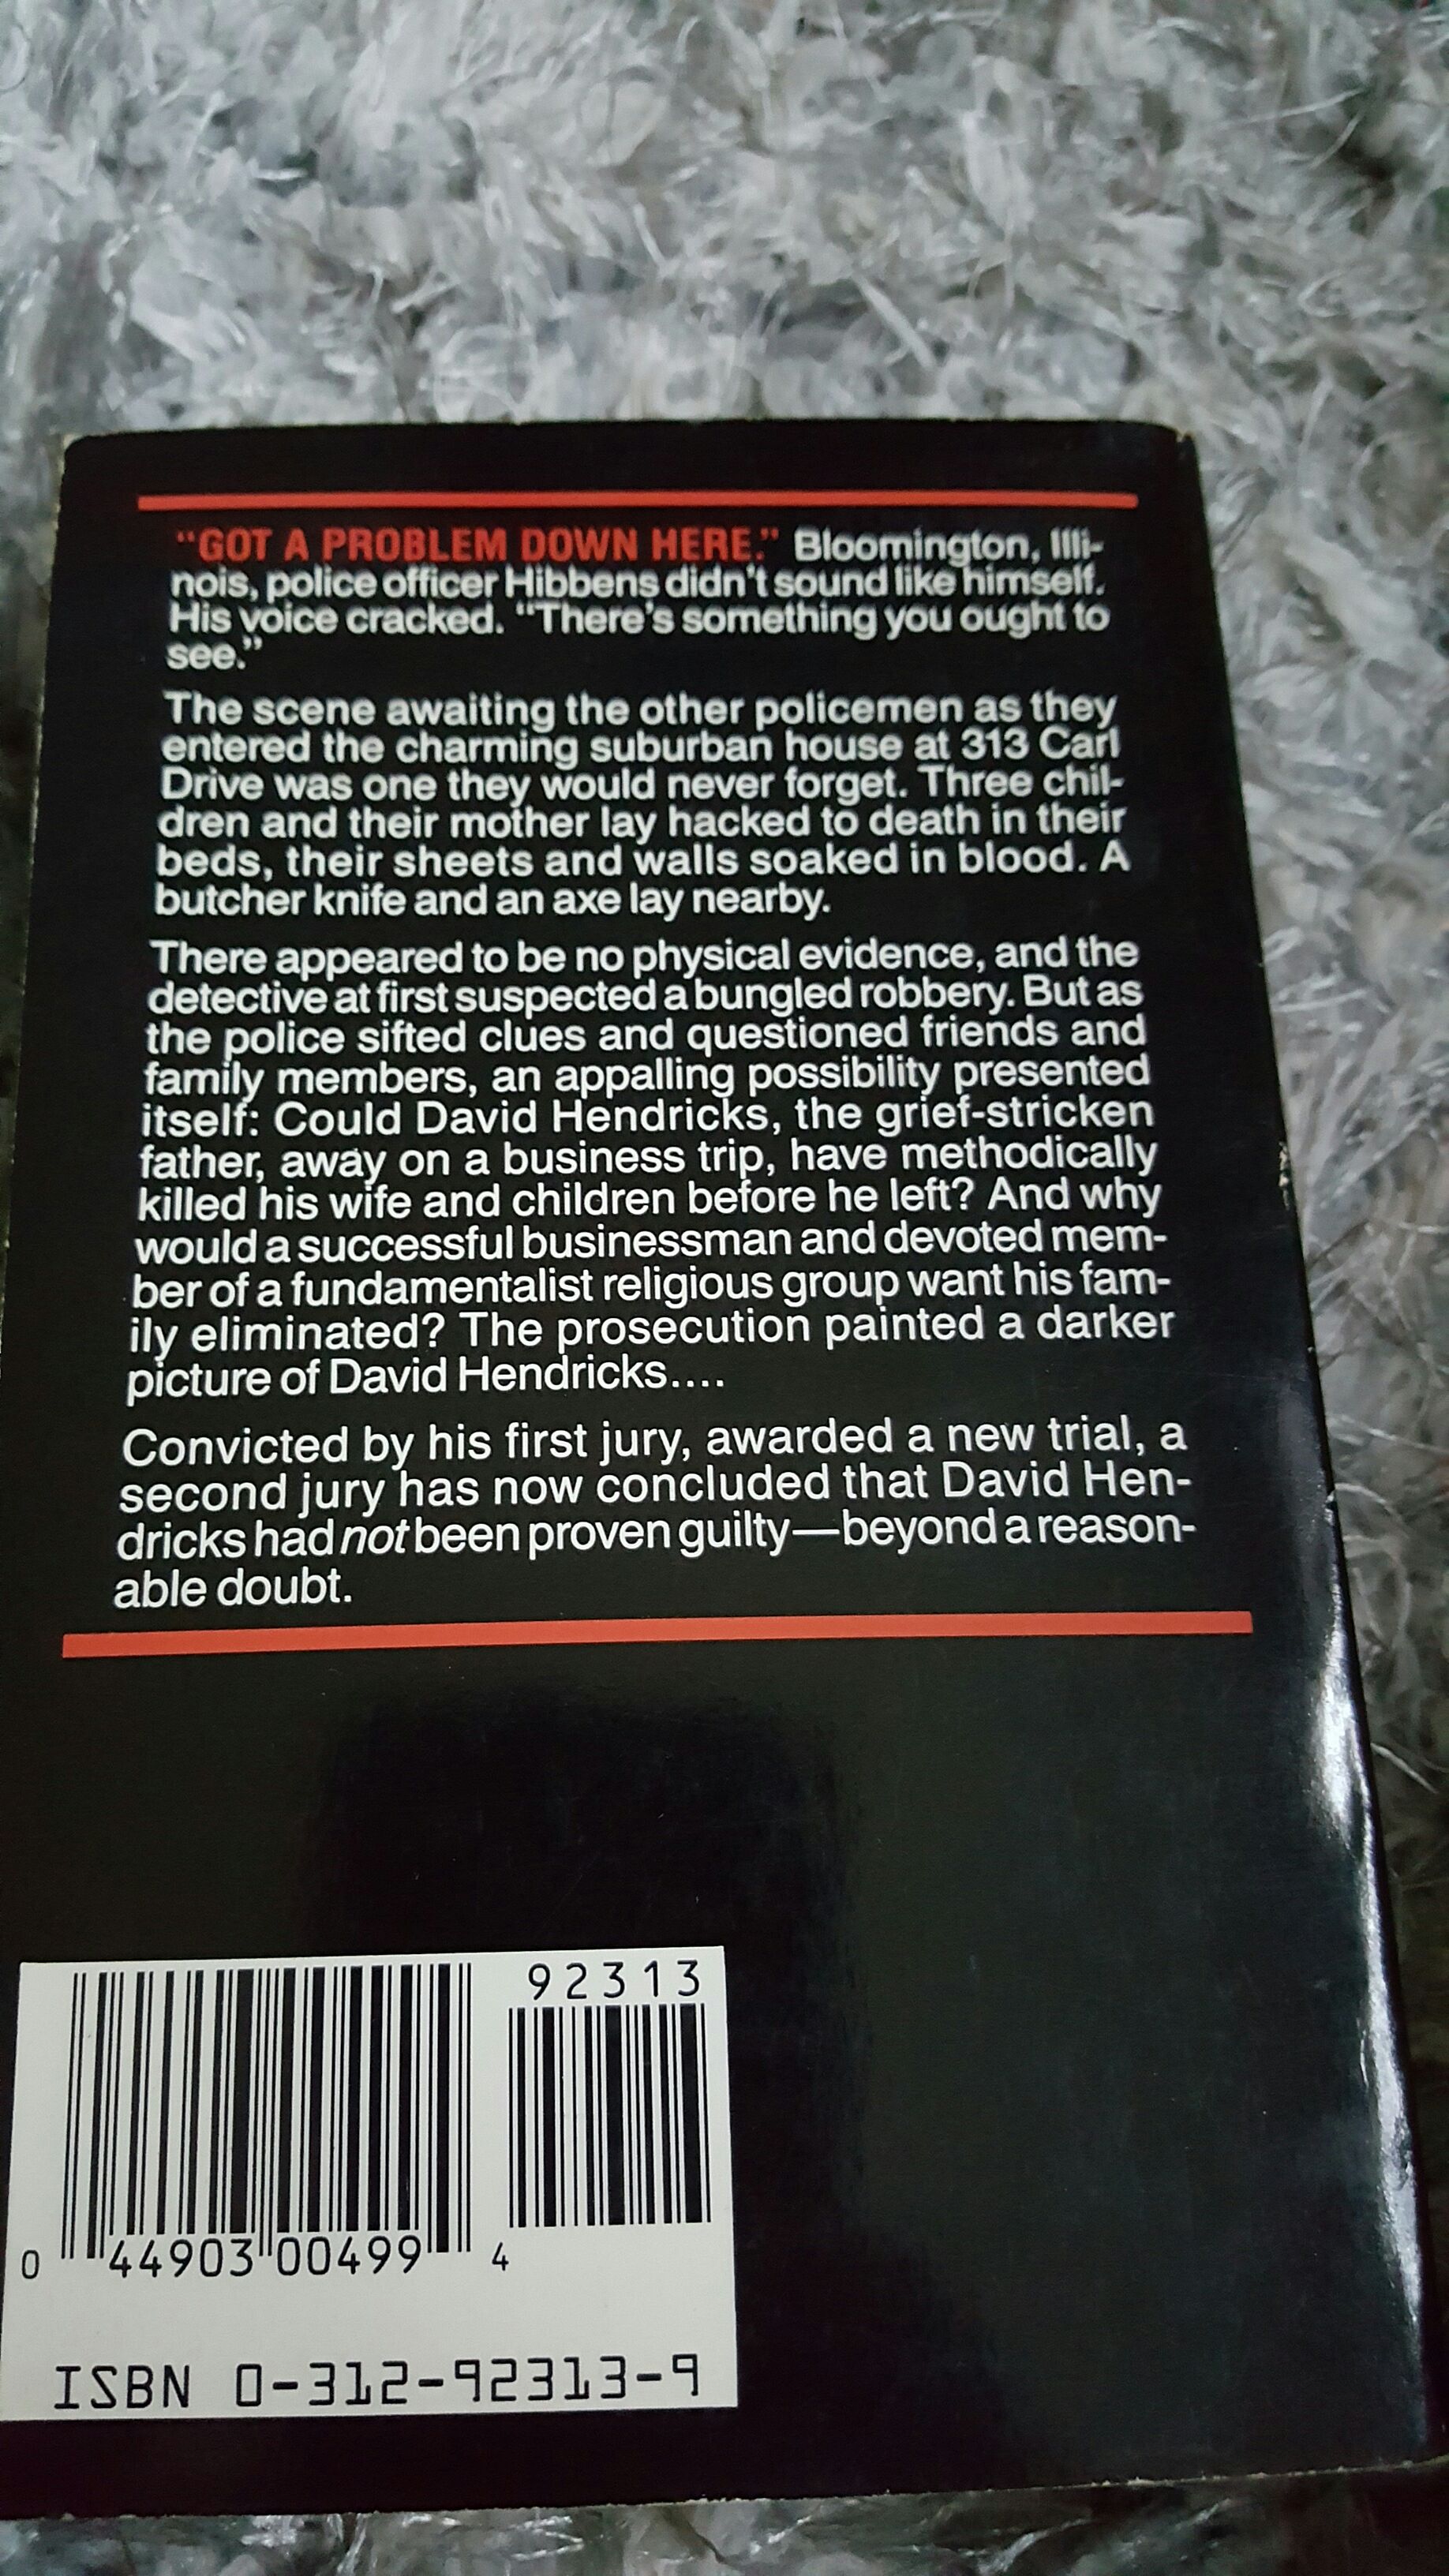 “GOT A PROBLEM DOWN HERE.” Bloomington, Illi-
nois, police officer Hibbens didn’t sound like himself.
His voice cracked. “There’s something you ought to
see.”
The scene awaiting the other policemen as they
entered the charming suburban house at 313 Carl
Drive was one they would never forget. Three chil-
dren and their mother lay hacked to death in their
beds, their sheets and walls soaked in blood. A
butcher knife and an axe lay nearby.
There appeared to be no physical evidence, and the
detective at first suspected a bungled robbery. But as
the police sifted clues and questioned friends and
family members, an appalling possibility presented
itself: Could David Hendricks, the grief-stricken
father, away on a business trip, have methodically
killed his wife and children before he left? And why
would a successful businessman and devoted mem-
ber of a fundamentalist religious group want his fam-
ily eliminated? The prosecution painted a darker
picture of David Hendricks....
Convicted by his first jury, awarded a new trial, a
second jury has now concluded that David Hen-
dricks had not been proven guilty—beyond a reason-
able doubt.
92313
0 44903 00499 4
ISBN 0-312-92313-9